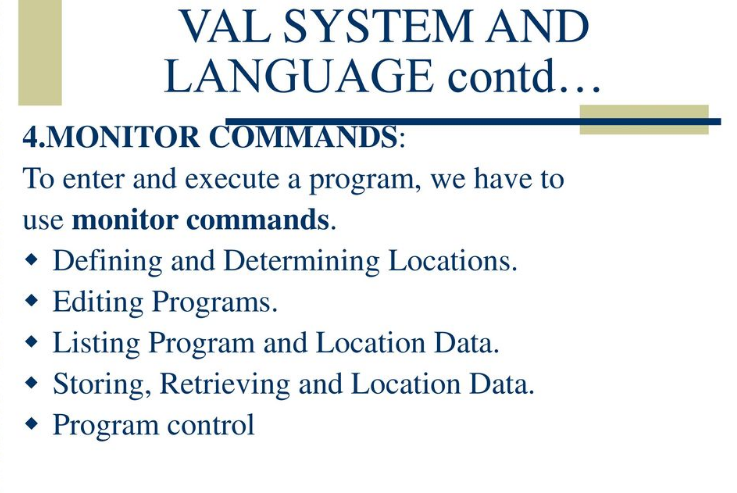 VAL SYSTEM AND
LANGUAGE contd…
4.MONITOR COMMANDS:
To enter and execute a program, we have to
use monitor commands.
◆ Defining and Determining Locations.
◆ Editing Programs.
◆ Listing Program and Location Data.
◆ Storing, Retrieving and Location Data.
◆ Program control